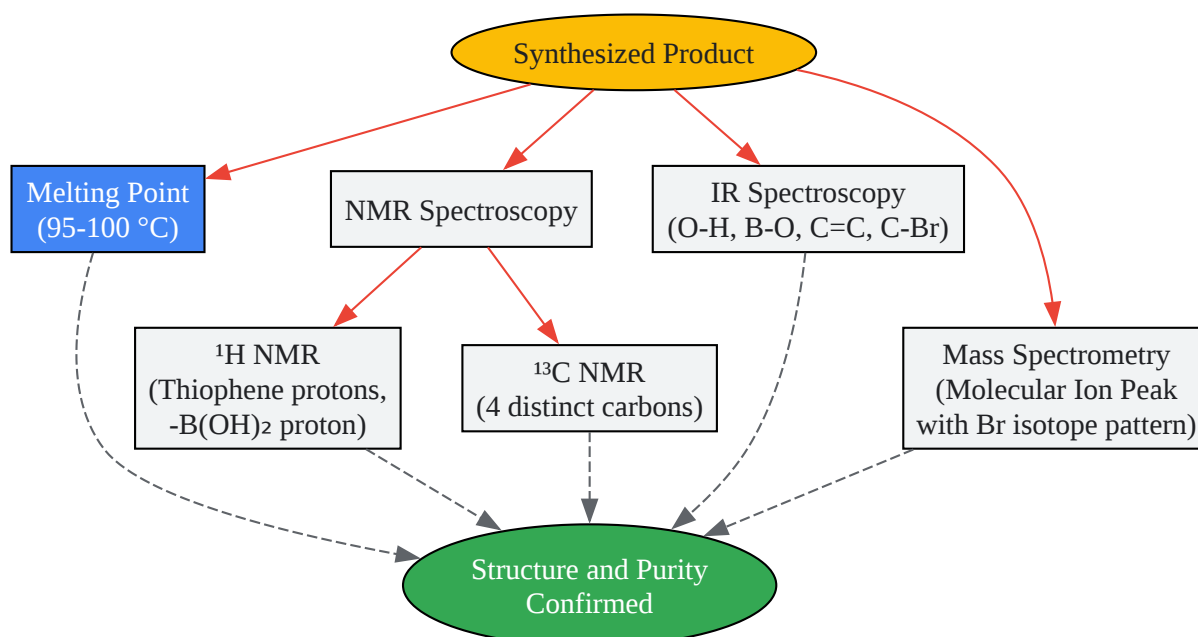 Synthesized Product
Melting Point
(95-100 °C)
NMR Spectroscopy
IR Spectroscopy
(O-H, B-O, C=C, C-Br)
¹H NMR
(Thiophene protons,
-B(OH)₂ proton)
¹³C NMR
(4 distinct carbons)
Mass Spectrometry
(Molecular Ion Peak
with Br isotope pattern)
Structure and Purity
Confirmed